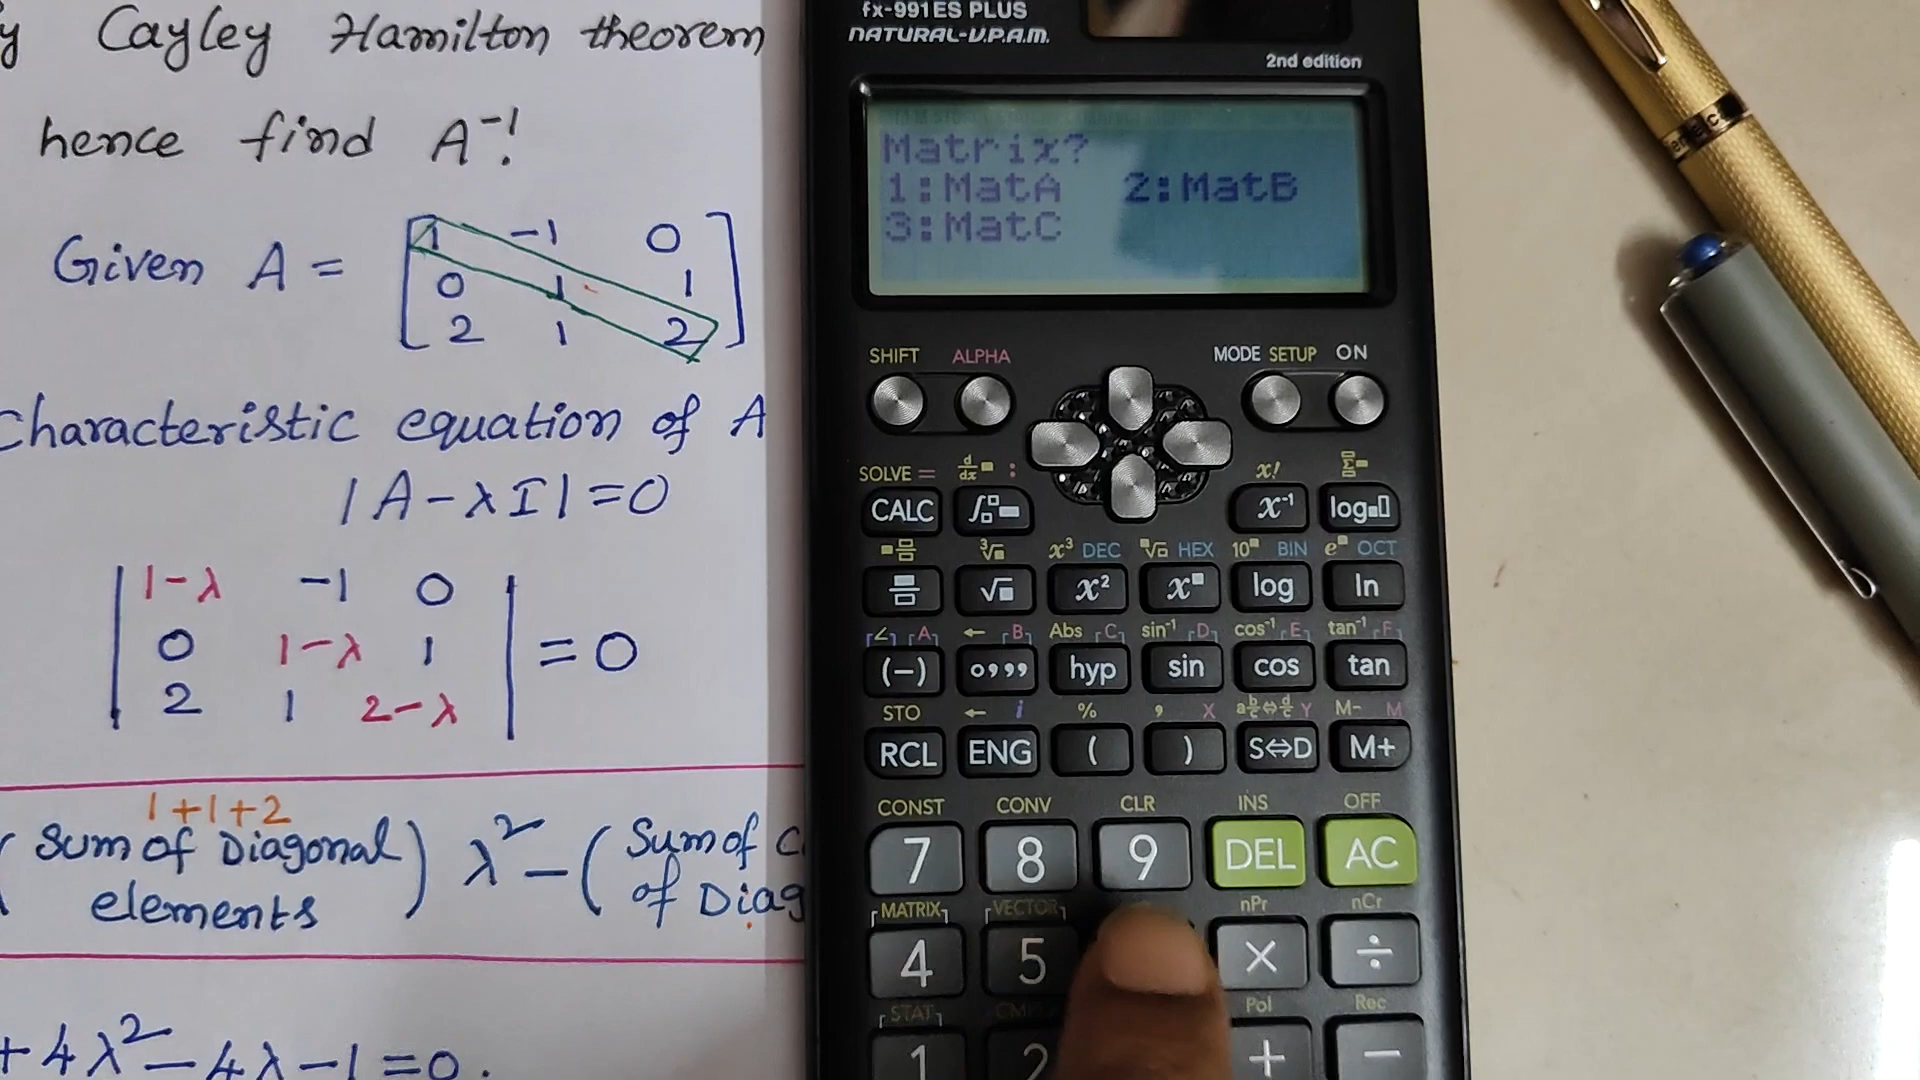 Cayley Hamilton theorem
hence find A⁻¹.
Given A = [ 1 -1 0
0 1 1
2 1 2 ]
Characteristic equation of A
|A-λI|=0
| 1-λ -1 0
0 1-λ 1 | =0
2 1 2-λ
1+1+2
(Sum of Diagonal elements) λ² - (Sum of
of Diag
+4λ²-4λ-1=0.
fx-991ES PLUS
NATURAL-V.P.A.M.
2nd edition
Matrix?
1:MatA 2:MatB
3:MatC
SHIFT ALPHA MODE SETUP ON
SOLVE = d/dx : x! Σ
CALC ∫ x⁻¹ log
∛ x³ DEC √ HEX 10 BIN e OCT
√ x² x log ln
∠ A ← B Abs C sin⁻¹ D cos⁻¹ E tan⁻¹ F
(−) °,,, hyp sin cos tan
STO ← i % , X a b/c⇔d/c Y M- M
RCL ENG ( ) S⇔D M+
CONST CONV CLR INS OFF
7 8 9 DEL AC
MATRIX VECTOR nPr nCr
4 5 × ÷
STAT Pol Rec
1 2 + −